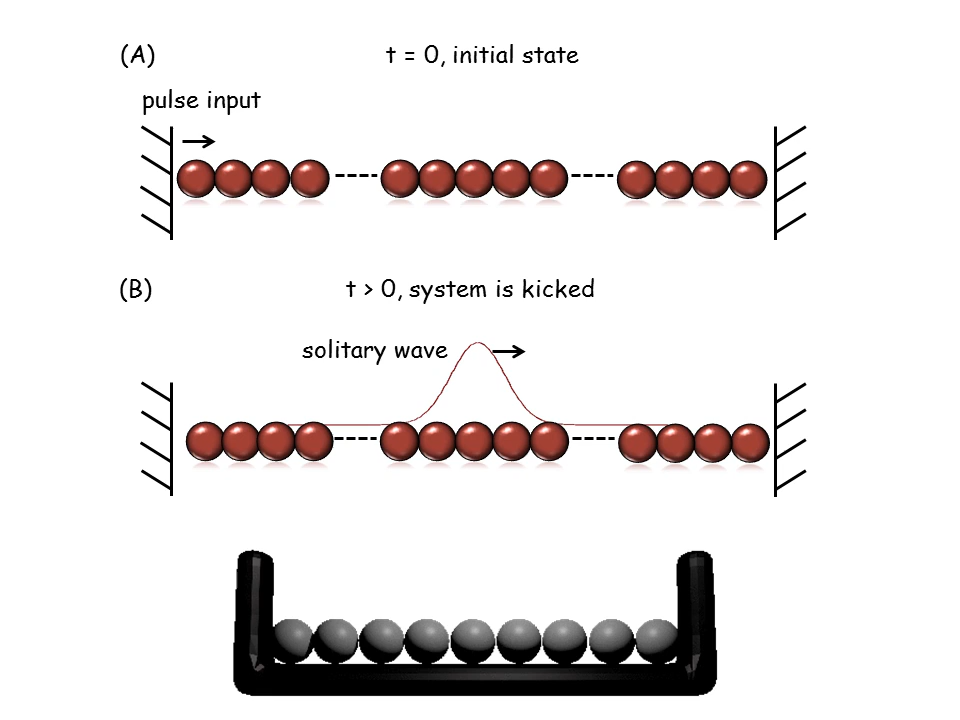 (A)
t = 0, initial state
pulse input
(B)
t > 0, system is kicked
solitary wave